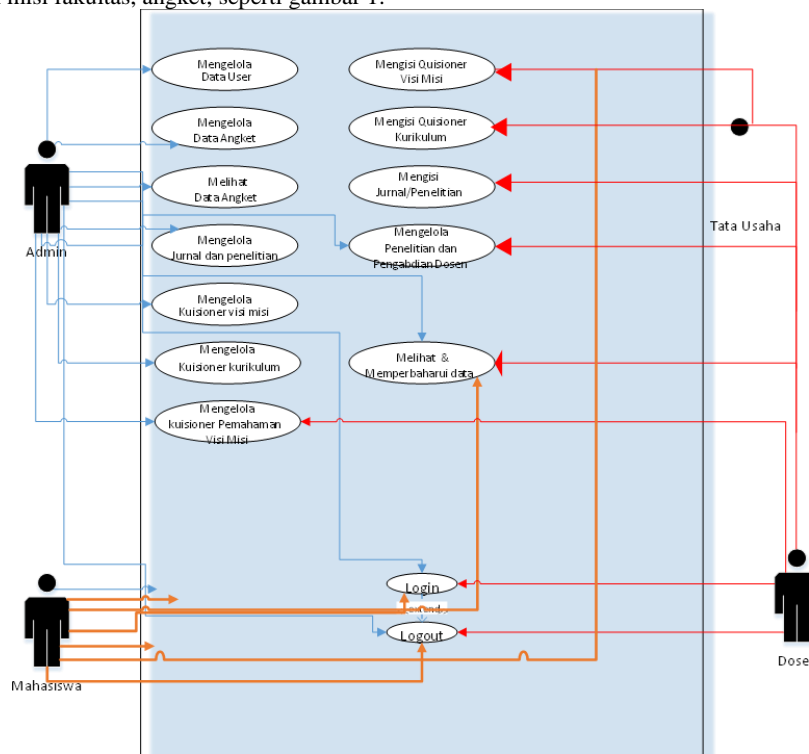 misi fakultas, angket, seperti gambar 1.
Mengelola
Data User
Mengisi Quisioner
Visi Misi
Mengelola
Data Angket
Mengisi Quisioner
Kurikulum
Melihat
Data Angket
Mengisi
Jurnal/Penelitian
Admin
Tata Usaha
Mengelola
Jurnal dan penelitian
Mengelola
Penelitian dan
Pengabdian Dosen
Mengelola
Kuisioner visi misi
Mengelola
Kuisioner kurikulum
Melihat &
Memperbaharui data
Mengelola
kuisioner Pemahaman
Visi Misi
Login
Logout
Mahasiswa
Dose